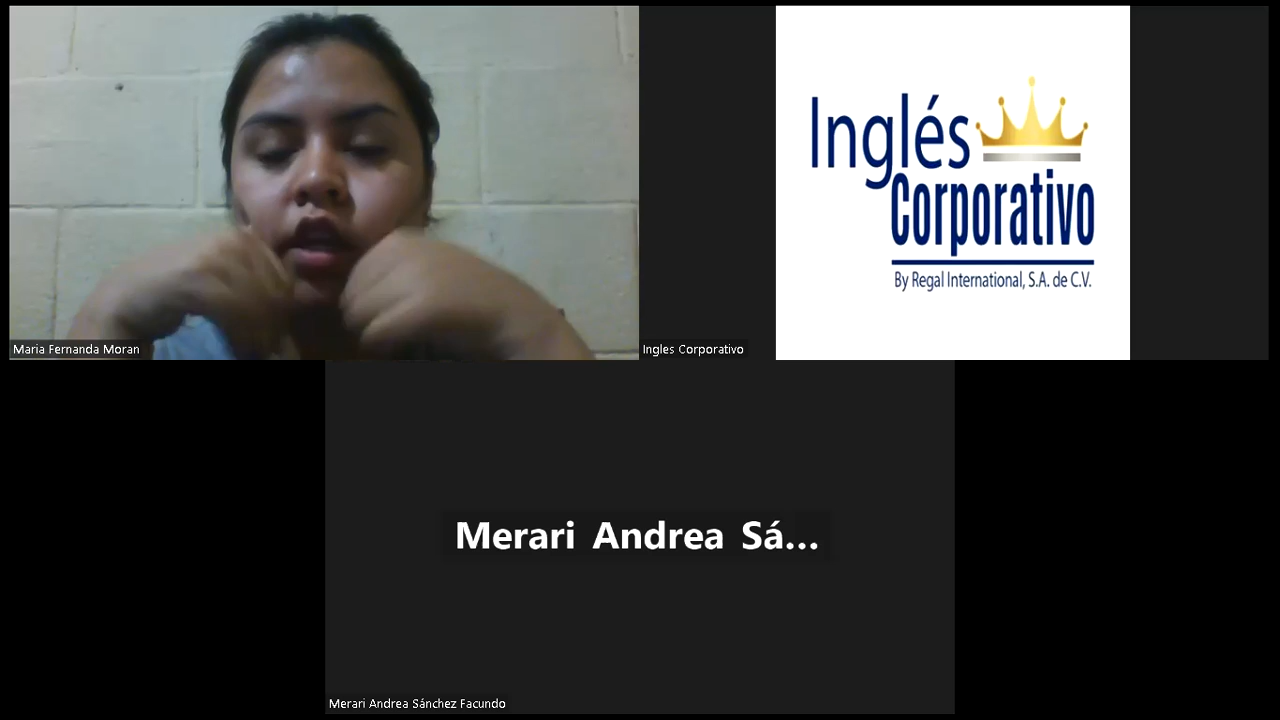 Inglés
Corporativo
By Regal International, S.A. de C.V.
Maria Fernanda Moran
Ingles Corporativo
Merari Andrea Sá...
Merari Andrea Sánchez Facundo